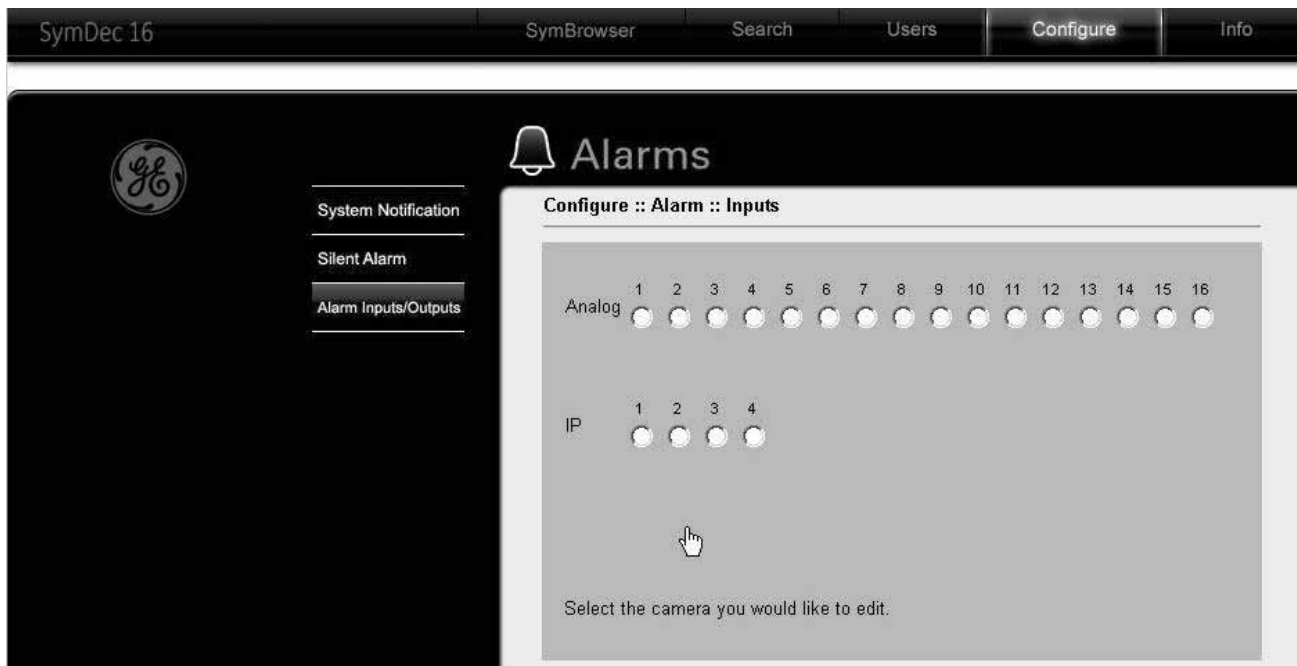 SymDec 16 SymBrowser Search Users Configure Info
GE
Alarms
System Notification
Silent Alarm
Alarm Inputs/Outputs
Configure :: Alarm :: Inputs
1 2 3 4 5 6 7 8 9 10 11 12 13 14 15 16
Analog
1 2 3 4
IP
Select the camera you would like to edit.